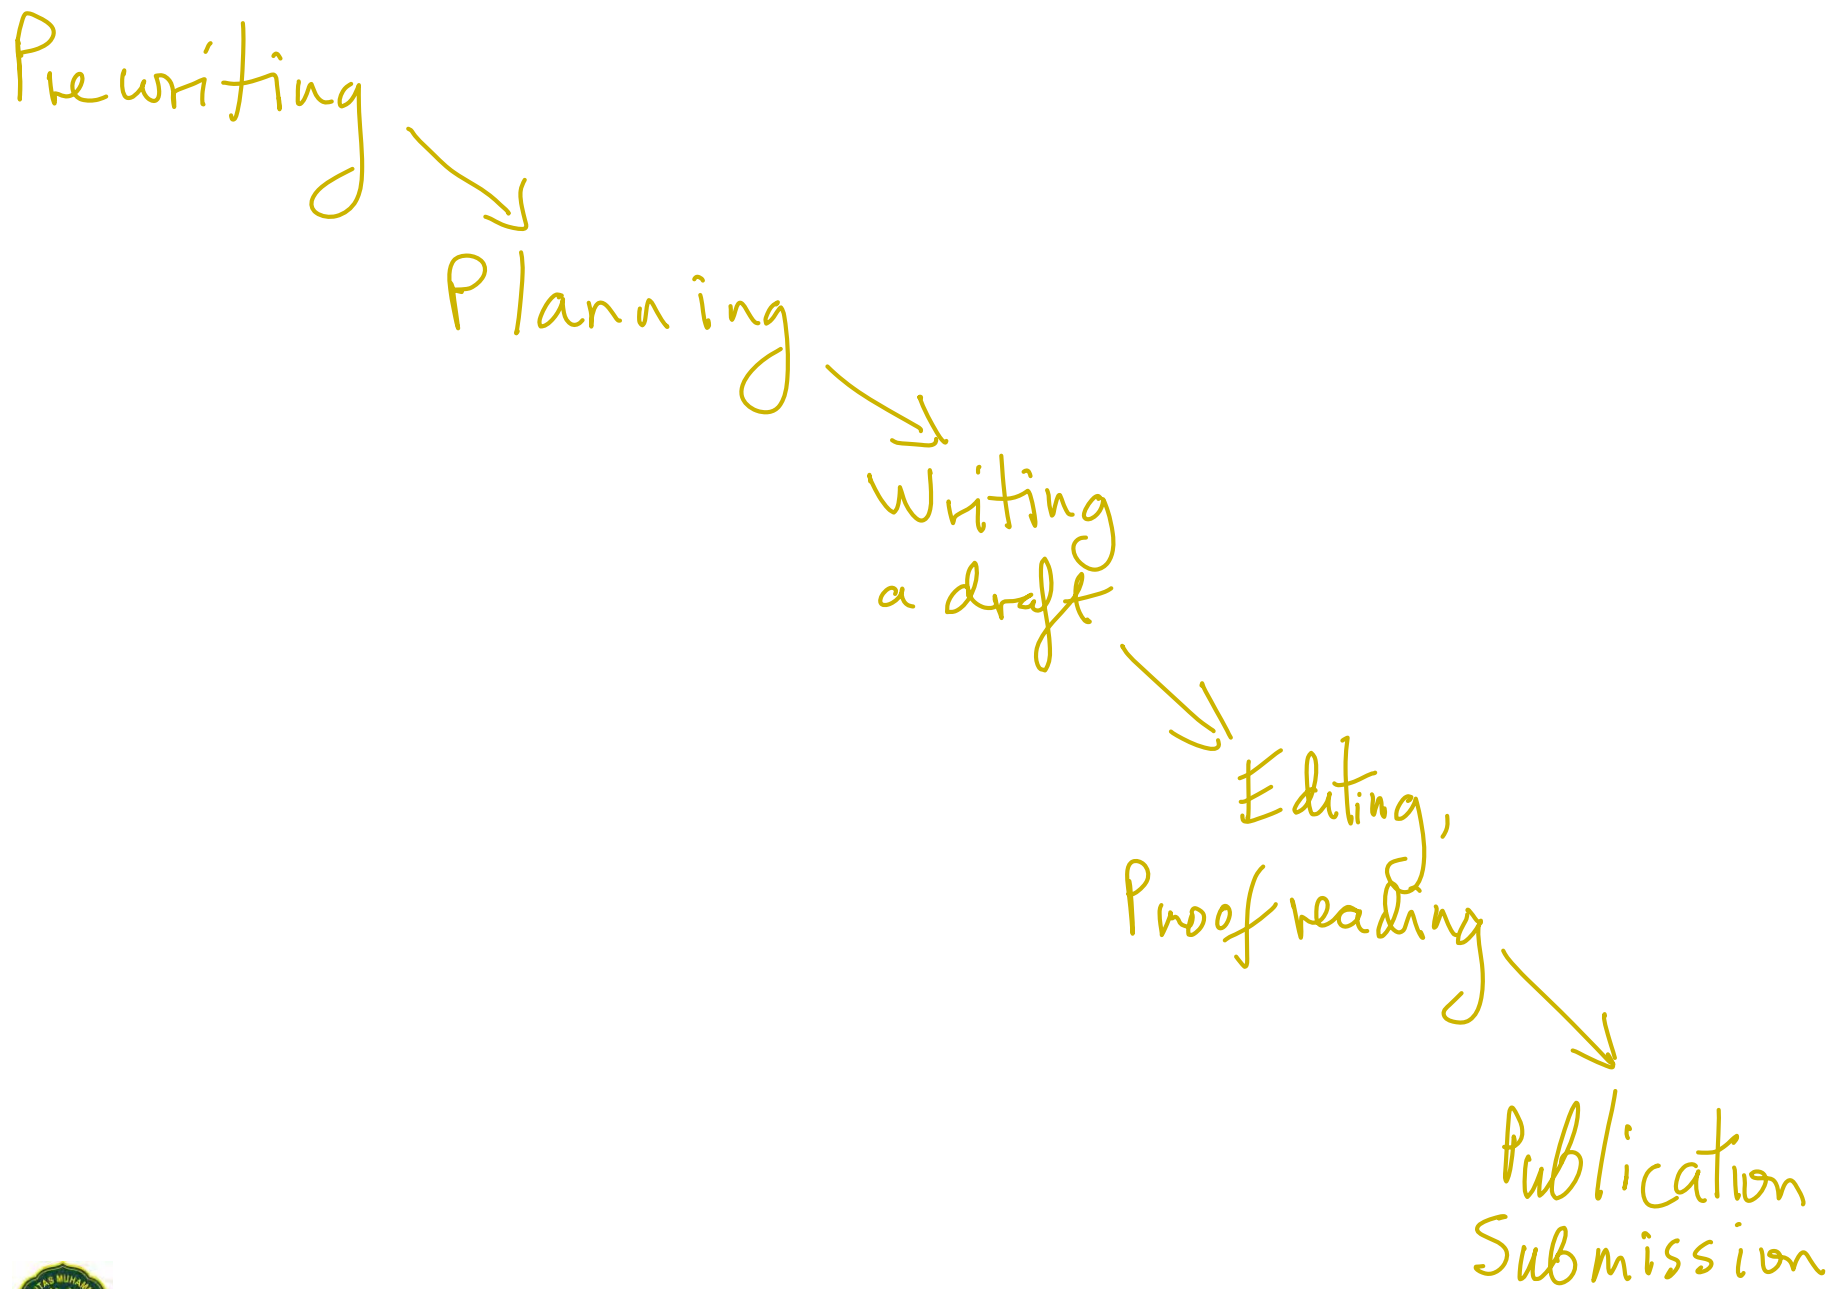 Prewriting
Planning
Writing
a draft
Editing,
Proofreading
Publication
Submission